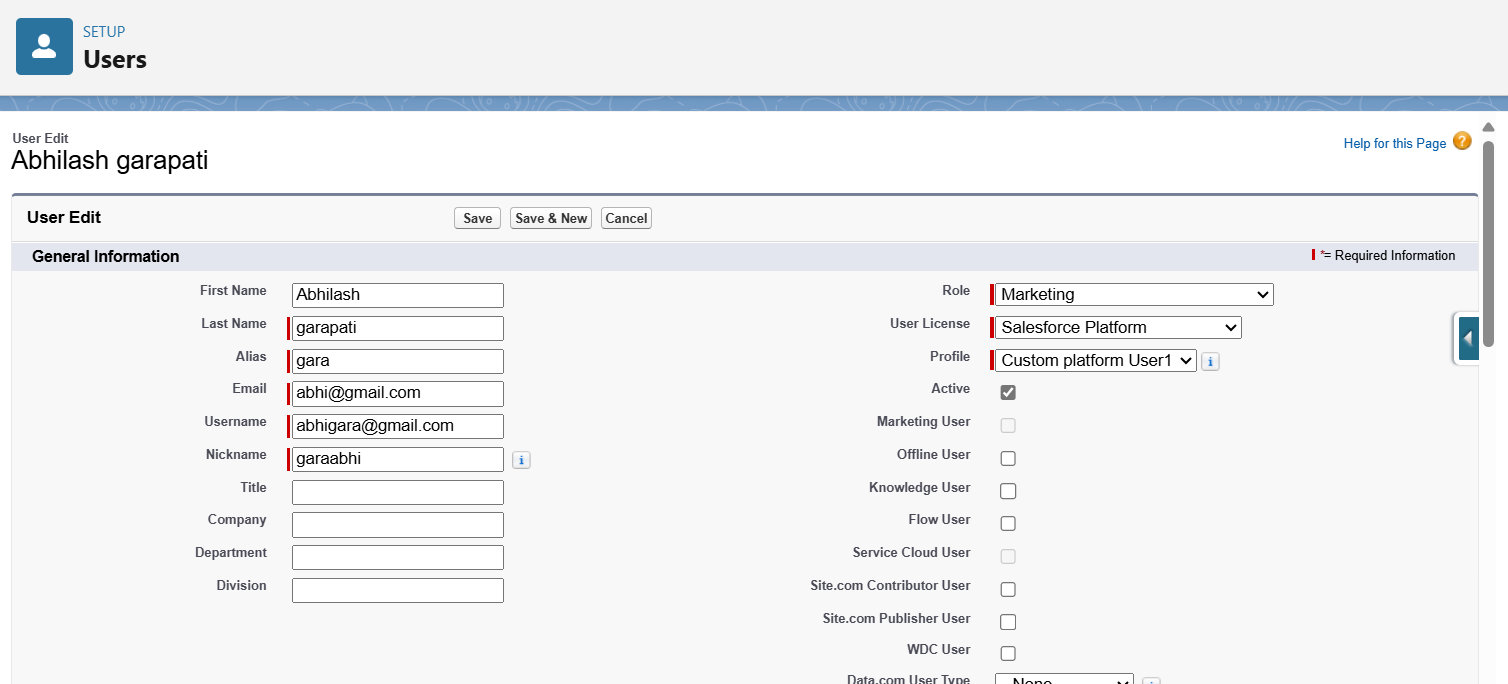 SETUP
Users
User Edit
Abhilash garapati
Help for this Page ?
User Edit
Save
Save & New
Cancel
General Information
*= Required Information
First Name Abhilash
Last Name garapati
Alias gara
Email abhi@gmail.com
Username abhigara@gmail.com
Nickname garaabhi i
Title
Company
Department
Division
Role Marketing
User License Salesforce Platform
Profile Custom platform User1 i
Active
Marketing User
Offline User
Knowledge User
Flow User
Service Cloud User
Site.com Contributor User
Site.com Publisher User
WDC User
Data.com User Type --None--